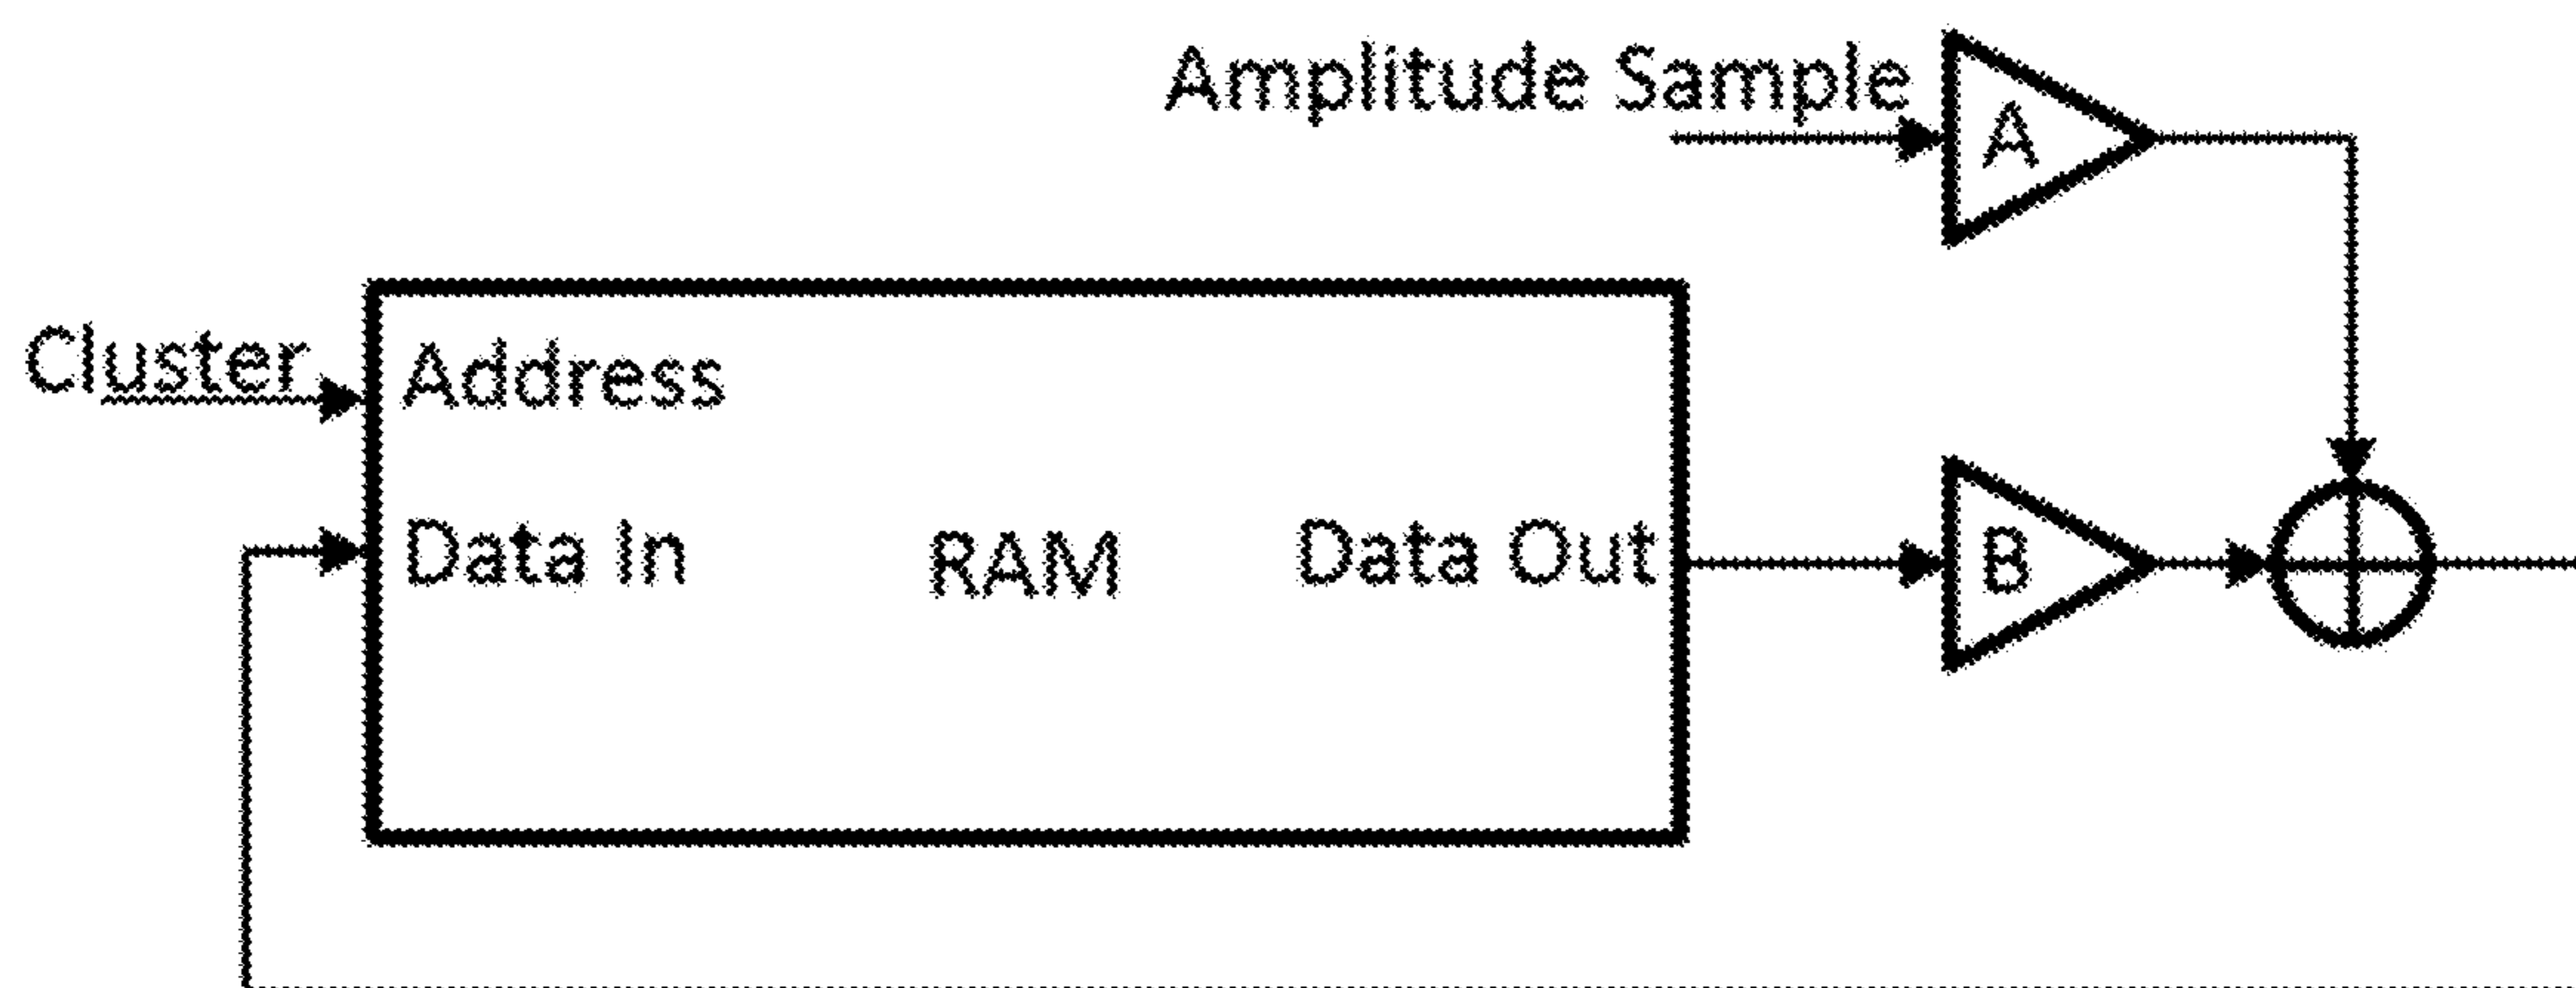 Amplitude Sample
A
Cluster
Address
Data In
RAM
Data Out
B